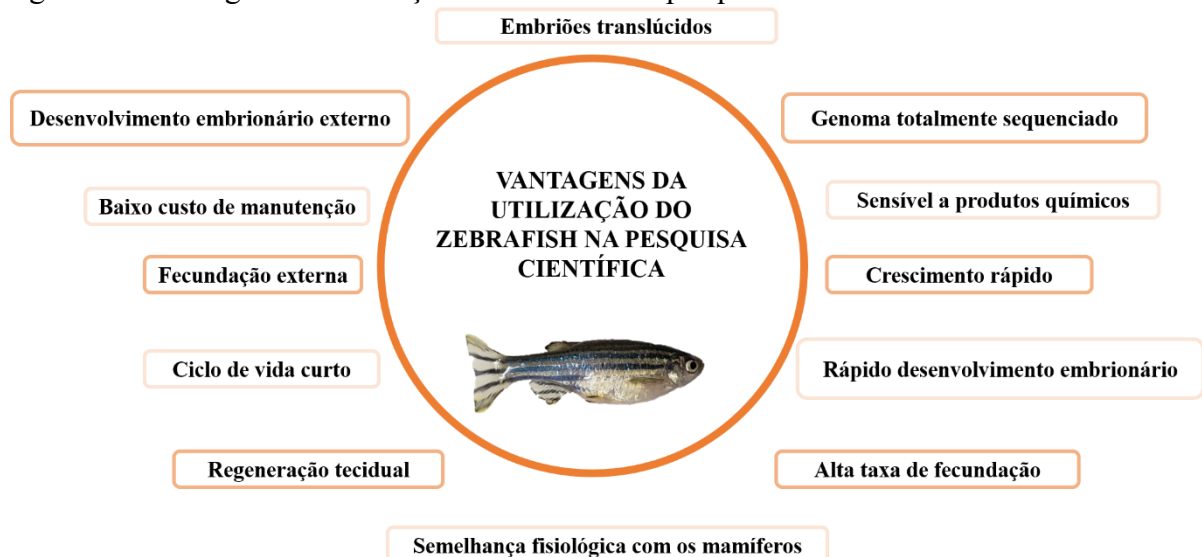 Embriões translúcidos
Desenvolvimento embrionário externo
Genoma totalmente sequenciado
Baixo custo de manutenção
Sensível a produtos químicos
VANTAGENS DA
UTILIZAÇÃO DO
ZEBRAFISH NA PESQUISA
CIENTÍFICA
Fecundação externa
Crescimento rápido
Ciclo de vida curto
Rápido desenvolvimento embrionário
Regeneração tecidual
Alta taxa de fecundação
Semelhança fisiológica com os mamíferos